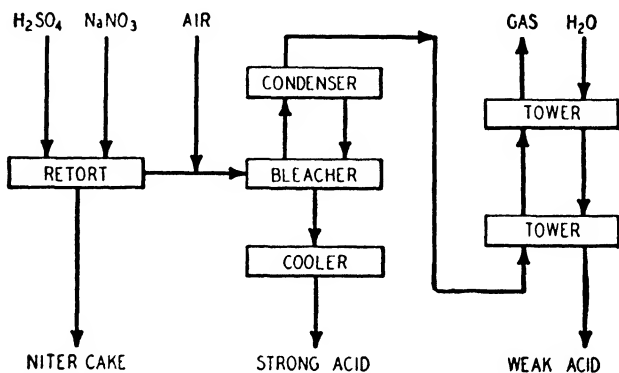 H₂SO₄ NaNO₃ AIR GAS H₂O
CONDENSER
TOWER
RETORT BLEACHER
TOWER
COOLER
NITER CAKE STRONG ACID WEAK ACID